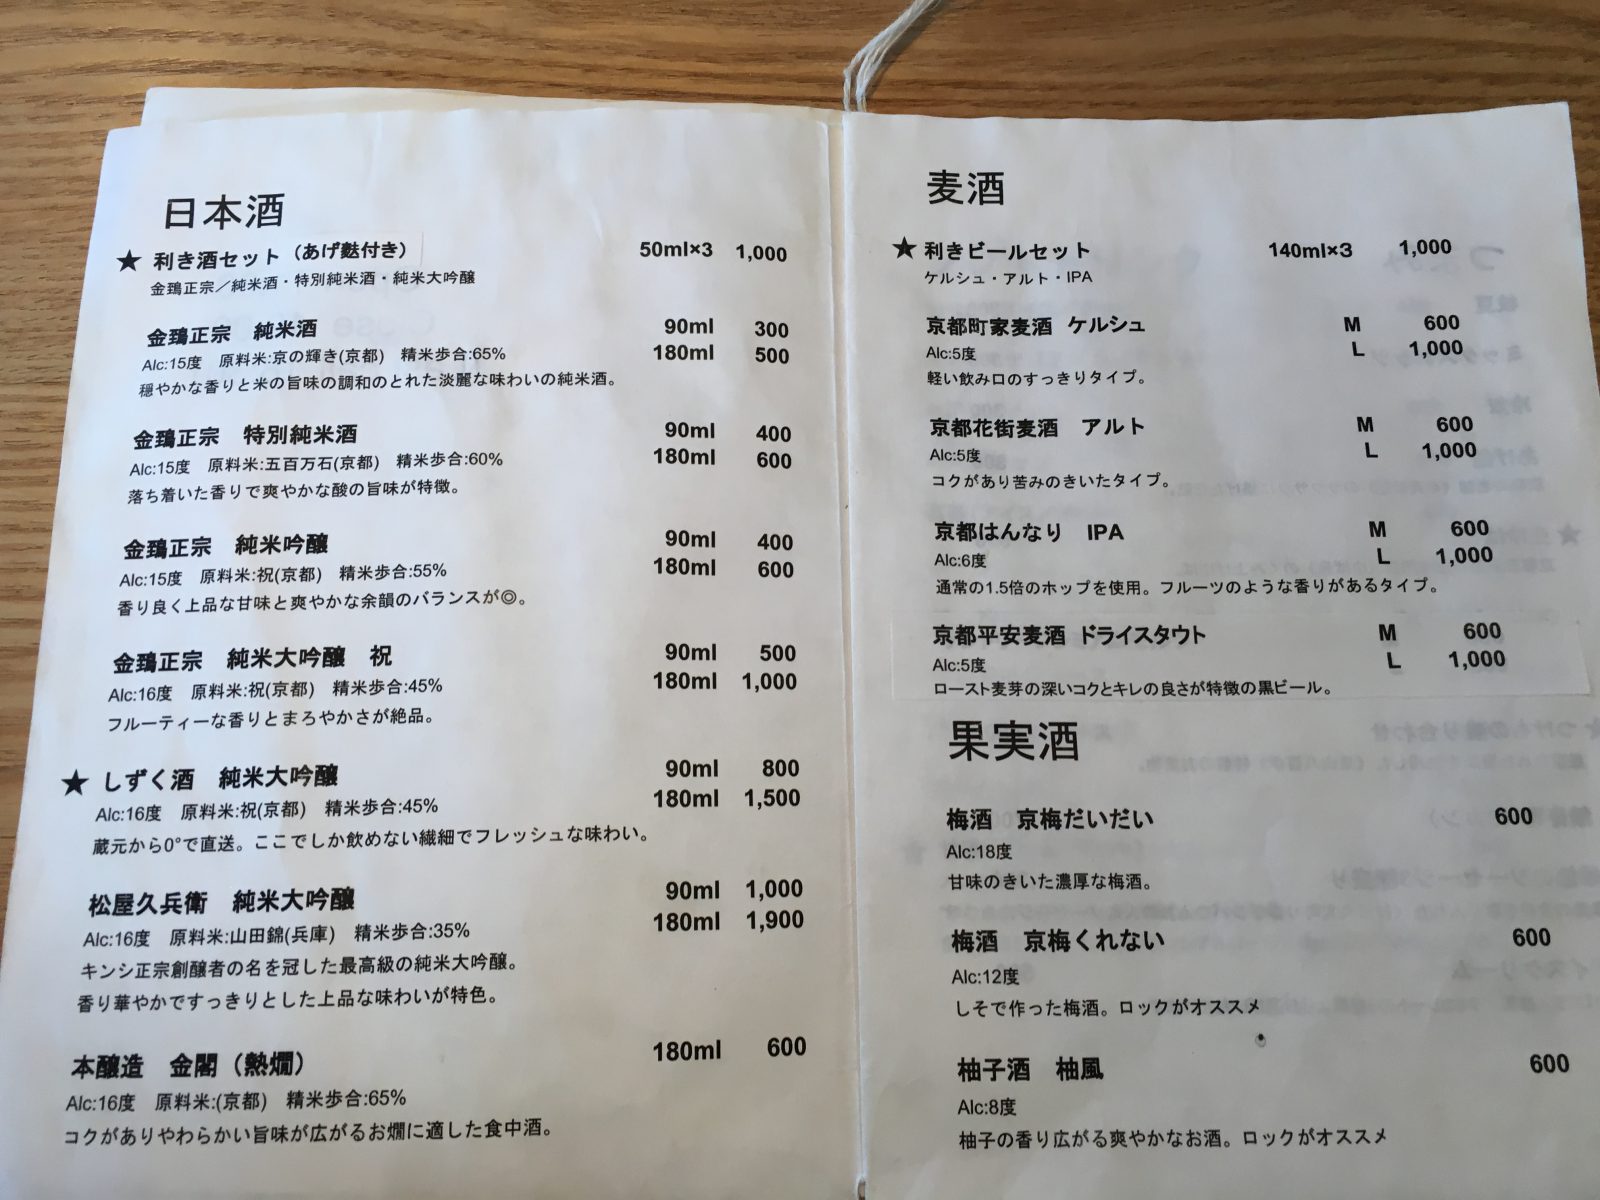 日本酒
★ 利き酒セット（あげ麩付き） 50ml×3 1,000
金鵄正宗／純米酒・特別純米酒・純米大吟醸
金鵄正宗 純米酒 90ml 300
Alc:15度 原料米:京の輝き(京都) 精米歩合:65% 180ml 500
穏やかな香りと米の旨味の調和のとれた淡麗な味わいの純米酒。
金鵄正宗 特別純米酒 90ml 400
Alc:15度 原料米:五百万石(京都) 精米歩合:60% 180ml 600
落ち着いた香りで爽やかな酸の旨味が特徴。
金鵄正宗 純米吟醸 90ml 400
Alc:15度 原料米:祝(京都) 精米歩合:55% 180ml 600
香り良く上品な甘味と爽やかな余韻のバランスが◎。
金鵄正宗 純米大吟醸 祝 90ml 500
Alc:16度 原料米:祝(京都) 精米歩合:45% 180ml 1,000
フルーティーな香りとまろやかさが絶品。
★ しずく酒 純米大吟醸 90ml 800
Alc:16度 原料米:祝(京都) 精米歩合:45% 180ml 1,500
蔵元から0°で直送。ここでしか飲めない繊細でフレッシュな味わい。
松屋久兵衛 純米大吟醸 90ml 1,000
Alc:16度 原料米:山田錦(兵庫) 精米歩合:35% 180ml 1,900
キンシ正宗創醸者の名を冠した最高級の純米大吟醸。
香り華やかですっきりとした上品な味わいが特色。
本醸造 金閣（熱燗） 180ml 600
Alc:16度 原料米:(京都) 精米歩合:65%
コクがありやわらかい旨味が広がるお燗に適した食中酒。
麦酒
★ 利きビールセット 140ml×3 1,000
ケルシュ・アルト・IPA
京都町家麦酒 ケルシュ M 600
Alc:5度 L 1,000
軽い飲み口のすっきりタイプ。
京都花街麦酒 アルト M 600
Alc:5度 L 1,000
コクがあり苦みのきいたタイプ。
京都はんなり IPA M 600
Alc:6度 L 1,000
通常の1.5倍のホップを使用。フルーツのような香りがあるタイプ。
京都平安麦酒 ドライスタウト M 600
Alc:5度 L 1,000
ロースト麦芽の深いコクとキレの良さが特徴の黒ビール。
果実酒
梅酒 京梅だいだい 600
Alc:18度
甘味のきいた濃厚な梅酒。
梅酒 京梅くれない 600
Alc:12度
しそで作った梅酒。ロックがオススメ
柚子酒 柚風 600
Alc:8度
柚子の香り広がる爽やかなお酒。ロックがオススメ